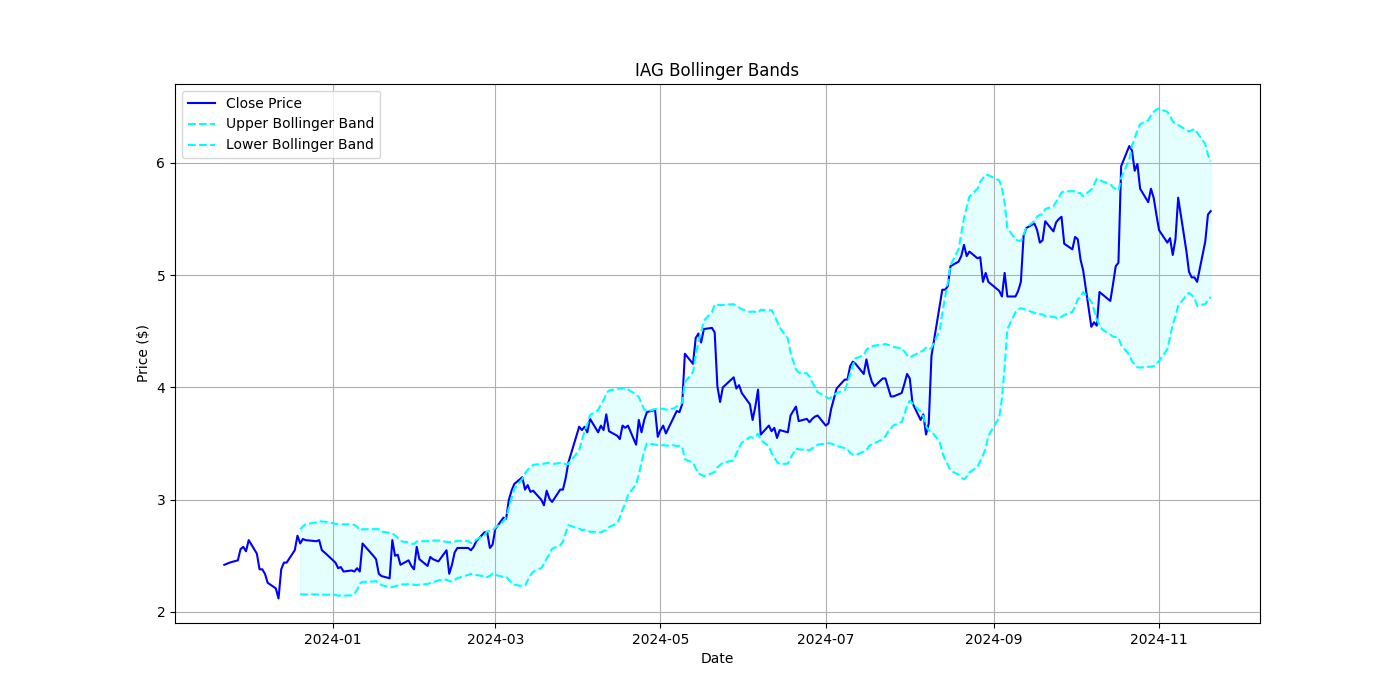 IAG Bollinger Bands
Close Price
Upper Bollinger Band
Lower Bollinger Band
Price ($)
6
5
4
3
2
2024-01 2024-03 2024-05 2024-07 2024-09 2024-11
Date